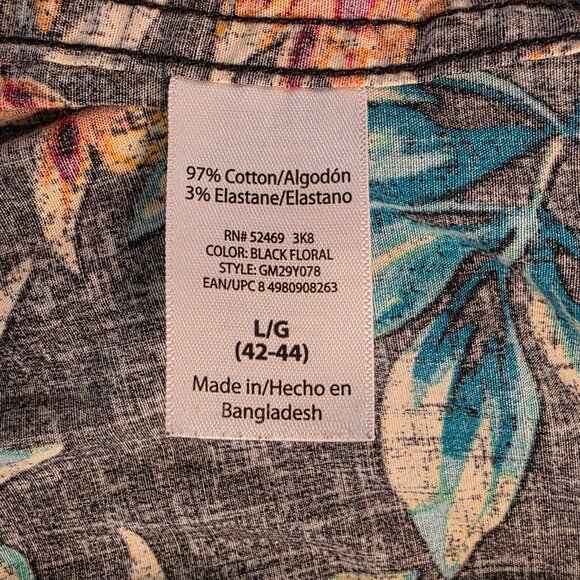 97% Cotton/Algodón
3% Elastane/Elastano
RN# 52469 3K8
COLOR: BLACK FLORAL
STYLE: GM29Y078
EAN/UPC 8 4980908263
L/G
(42-44)
Made in/Hecho en
Bangladesh